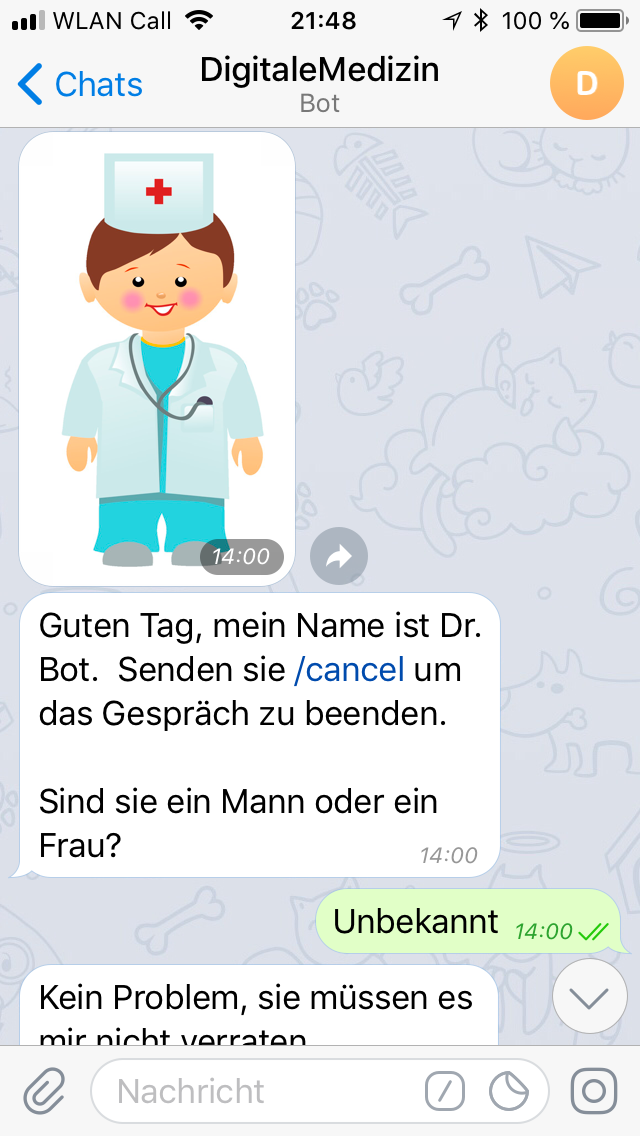 WLAN Call 21:48 100 %
Chats DigitaleMedizin D
Bot
14:00
Guten Tag, mein Name ist Dr.
Bot. Senden sie /cancel um
das Gespräch zu beenden.
Sind sie ein Mann oder ein
Frau?
14:00
Unbekannt 14:00
Kein Problem, sie müssen es
mir nicht verraten
Nachricht